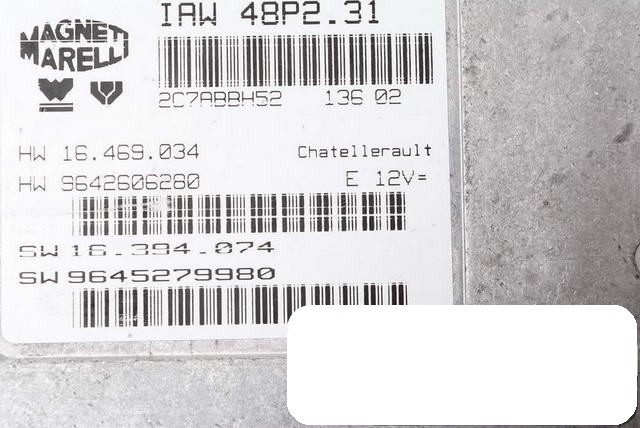 MAGNETI
MARELLI
IAW 48P2.31
2C7ABBH52 136 02
HW 16.469.034 Chatellerault
HW 9642606280 E 12V=
SW 16.394.074
SW 9645279980